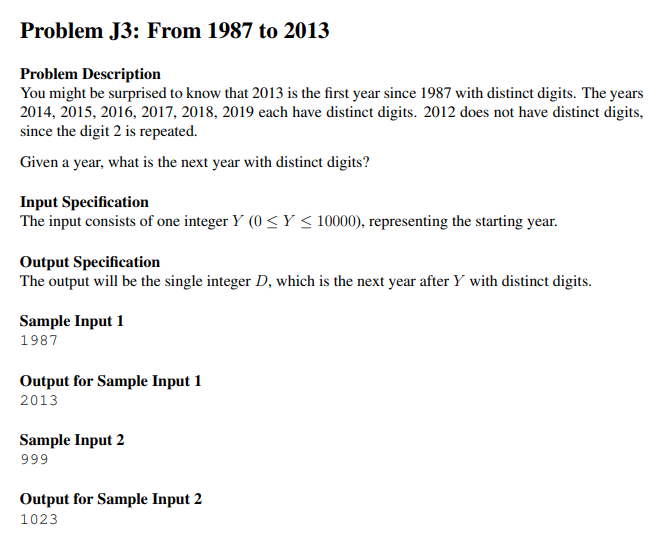 Problem J3: From 1987 to 2013
Problem Description
You might be surprised to know that 2013 is the first year since 1987 with distinct digits. The years
2014, 2015, 2016, 2017, 2018, 2019 each have distinct digits. 2012 does not have distinct digits,
since the digit 2 is repeated.
Given a year, what is the next year with distinct digits?
Input Specification
The input consists of one integer Y (0 ≤ Y ≤ 10000), representing the starting year.
Output Specification
The output will be the single integer D, which is the next year after Y with distinct digits.
Sample Input 1
1987
Output for Sample Input 1
2013
Sample Input 2
999
Output for Sample Input 2
1023